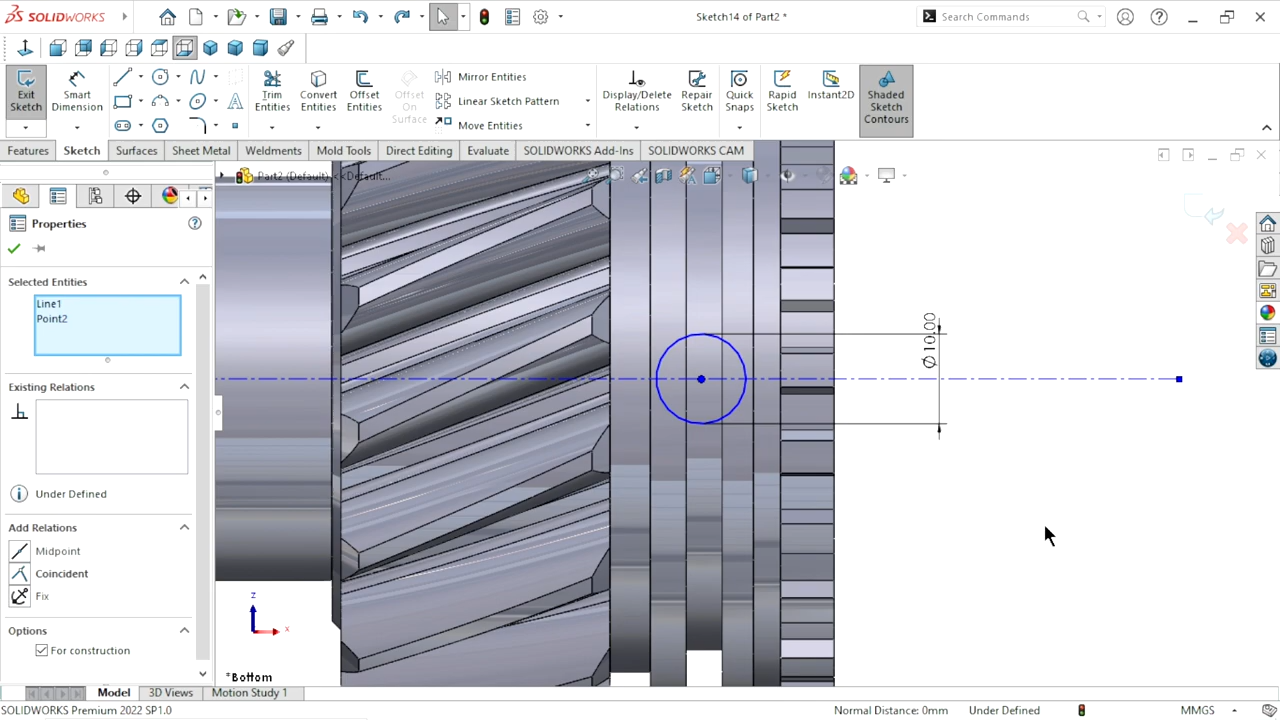 SOLIDWORKS
Sketch14 of Part2 *
Search Commands
Exit Sketch
Smart Dimension
Trim Entities
Convert Entities
Offset Entities
Offset On Surface
Mirror Entities
Linear Sketch Pattern
Move Entities
Display/Delete Relations
Repair Sketch
Quick Snaps
Rapid Sketch
Instant2D
Shaded Sketch Contours
Features
Sketch
Surfaces
Sheet Metal
Weldments
Mold Tools
Direct Editing
Evaluate
SOLIDWORKS Add-Ins
SOLIDWORKS CAM
Part2 (Default) <<Default...
Properties
Selected Entities
Line1
Point2
Existing Relations
Under Defined
Add Relations
Midpoint
Coincident
Fix
Options
For construction
Ø10.00
z
x
*Bottom
Model
3D Views
Motion Study 1
SOLIDWORKS Premium 2022 SP1.0
Normal Distance: 0mm
Under Defined
MMGS